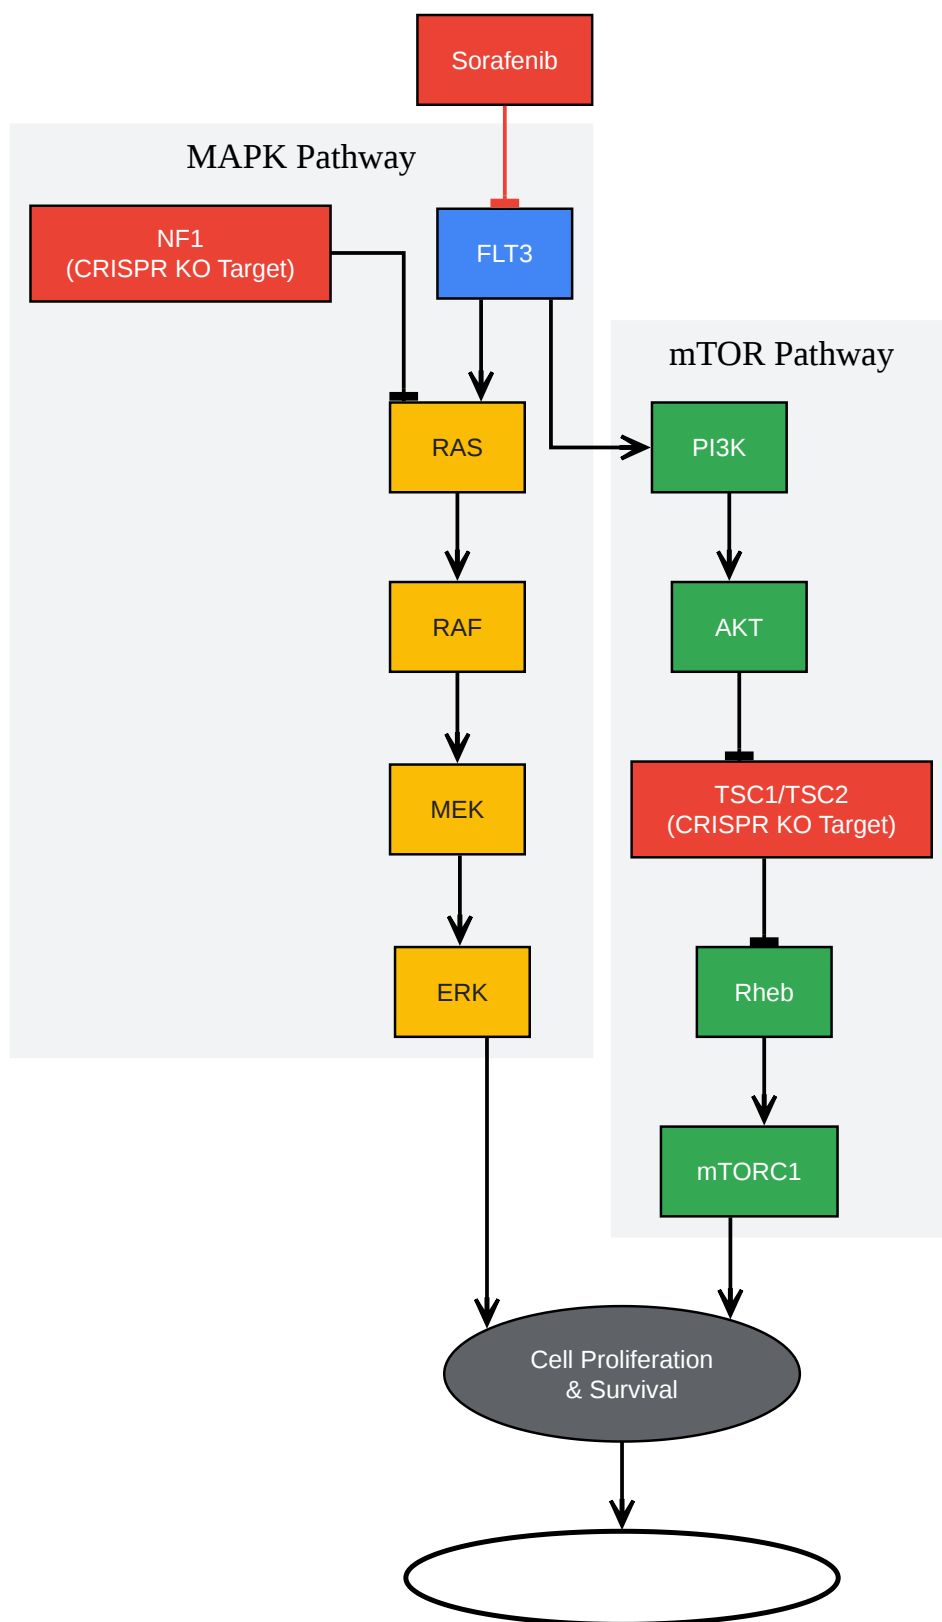 Sorafenib
MAPK Pathway
NF1
(CRISPR KO Target)
FLT3
mTOR Pathway
RAS
PI3K
RAF
AKT
MEK
TSC1/TSC2
(CRISPR KO Target)
ERK
Rheb
mTORC1
Cell Proliferation
& Survival